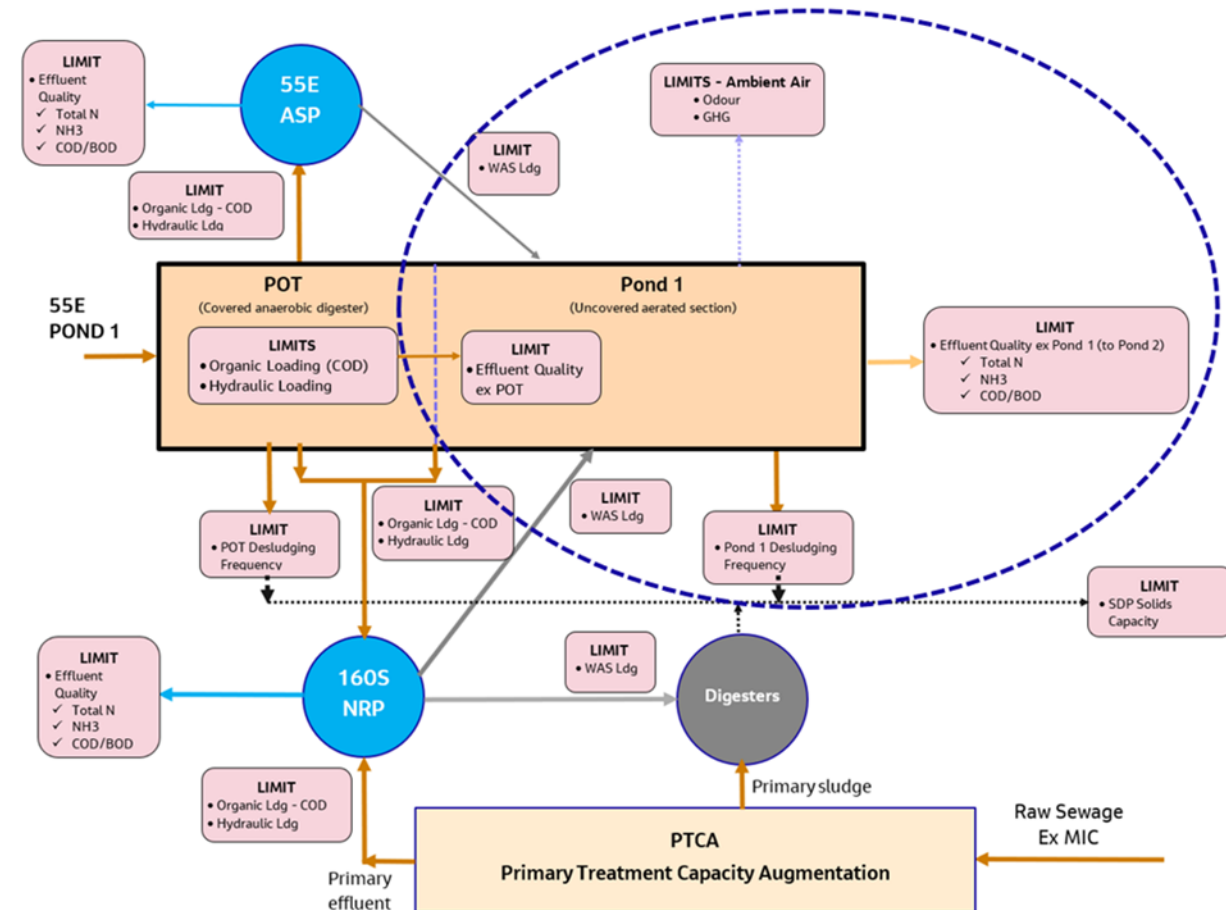 LIMIT
• Effluent
Quality
✓ Total N
✓ NH3
✓ COD/BOD
55E
ASP
LIMITS - Ambient Air
• Odour
• GHG
LIMIT
• WAS Ldg
LIMIT
• Organic Ldg - COD
• Hydraulic Ldg
55E
POND 1
POT
(Covered anaerobic digester)
Pond 1
(Uncovered aerated section)
LIMITS
• Organic Loading (COD)
• Hydraulic Loading
LIMIT
• Effluent Quality
ex POT
LIMIT
• Effluent Quality ex Pond 1 (to Pond 2)
✓ Total N
✓ NH3
✓ COD/BOD
LIMIT
• POT Desludging
Frequency
LIMIT
• Organic Ldg - COD
• Hydraulic Ldg
LIMIT
• WAS Ldg
LIMIT
• Pond 1 Desludging
Frequency
LIMIT
• SDP Solids
Capacity
LIMIT
• Effluent
Quality
✓ Total N
✓ NH3
✓ COD/BOD
160S
NRP
LIMIT
• WAS Ldg
Digesters
LIMIT
• Organic Ldg - COD
• Hydraulic Ldg
Primary sludge
PTCA
Primary Treatment Capacity Augmentation
Raw Sewage
Ex MIC
Primary
effluent